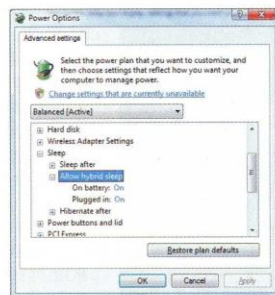 Power Options
Advanced settings
Select the power plan that you want to customize, and
then choose settings that reflect how you want your
computer to manage power.
Change settings that are currently unavailable
Balanced [Active]
Hard disk
Wireless Adapter Settings
Sleep
Sleep after
Allow hybrid sleep
On battery: On
Plugged in: On
Hibernate after
Power buttons and lid
PCI Express
Restore plan defaults
OK Cancel Apply